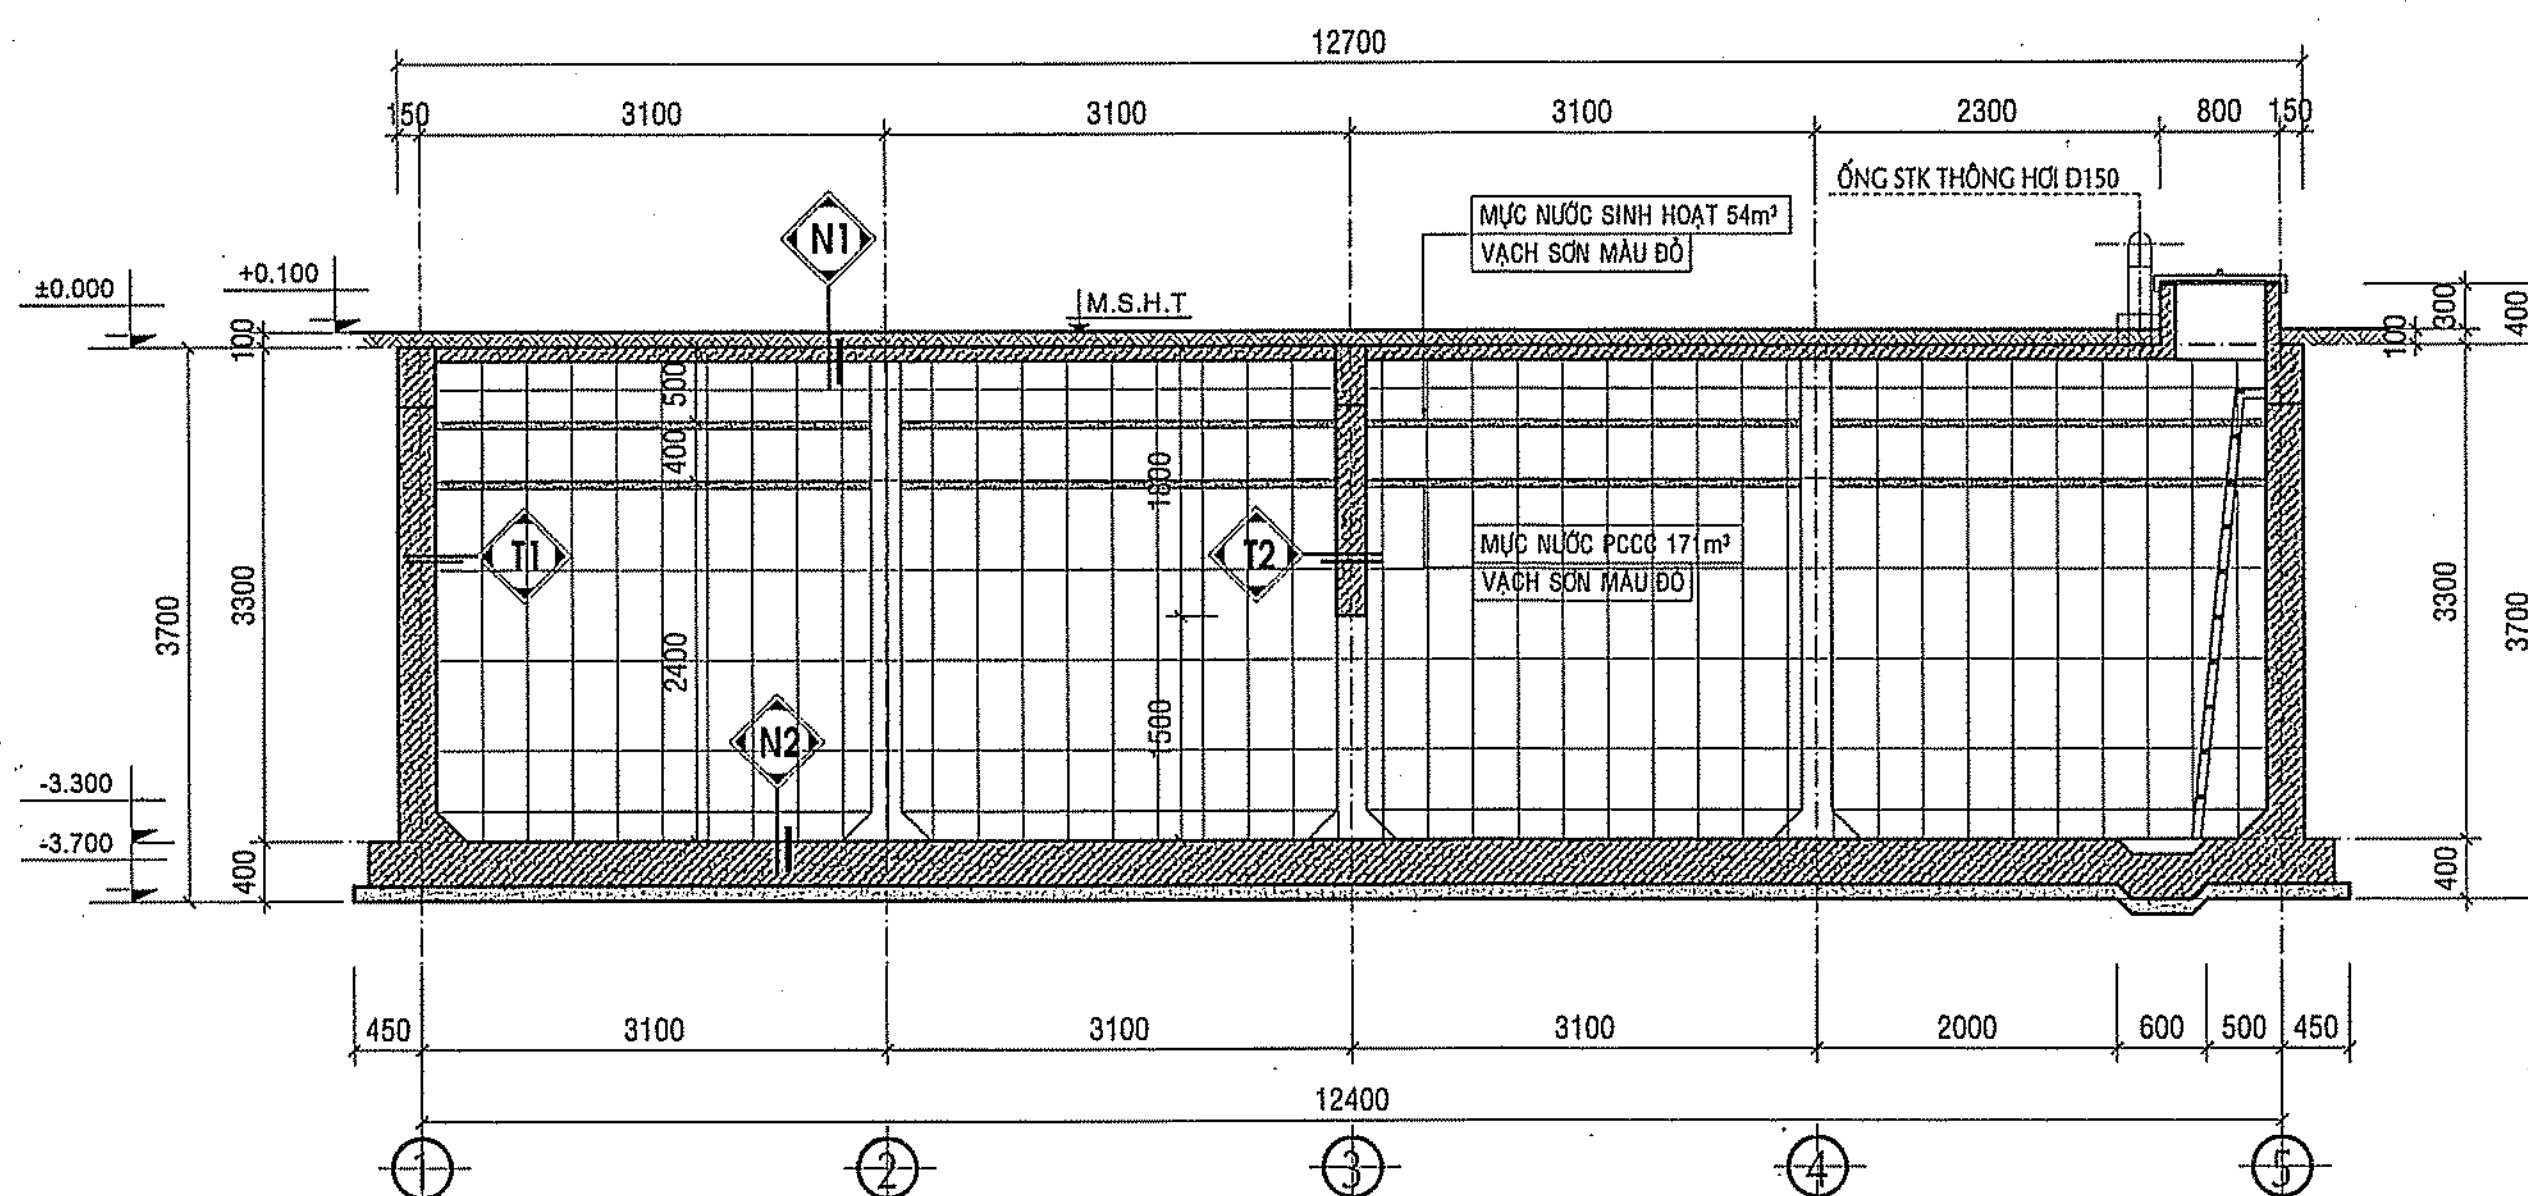 12700
150 3100 3100 3100 2300 800 150
ỐNG STK THÔNG HƠI D150
MỰC NƯỚC SINH HOẠT 54m³
VẠCH SƠN MÀU ĐỎ
N1
±0.000
+0.100
M.S.H.T
100
300
400
100
500
400
1800
T1
T2
MỰC NƯỚC PCCC 171m³
VẠCH SƠN MÀU ĐỎ
3700
3300
2400
3300
3700
1500
N2
-3.300
-3.700
400
400
450 3100 3100 3100 2000 600 500 450
12400
1 2 3 4 5